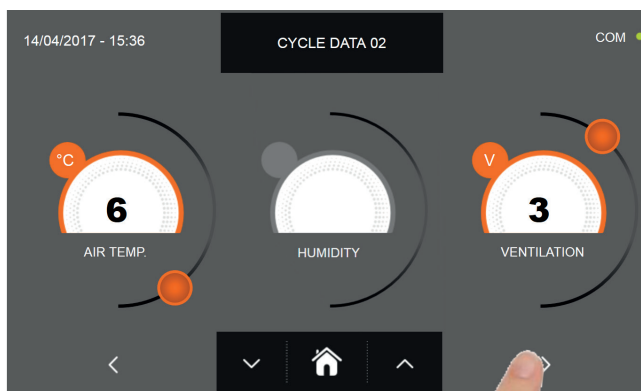 14/04/2017 - 15:36
CYCLE DATA 02
COM
°C
V
6
3
AIR TEMP.
HUMIDITY
VENTILATION